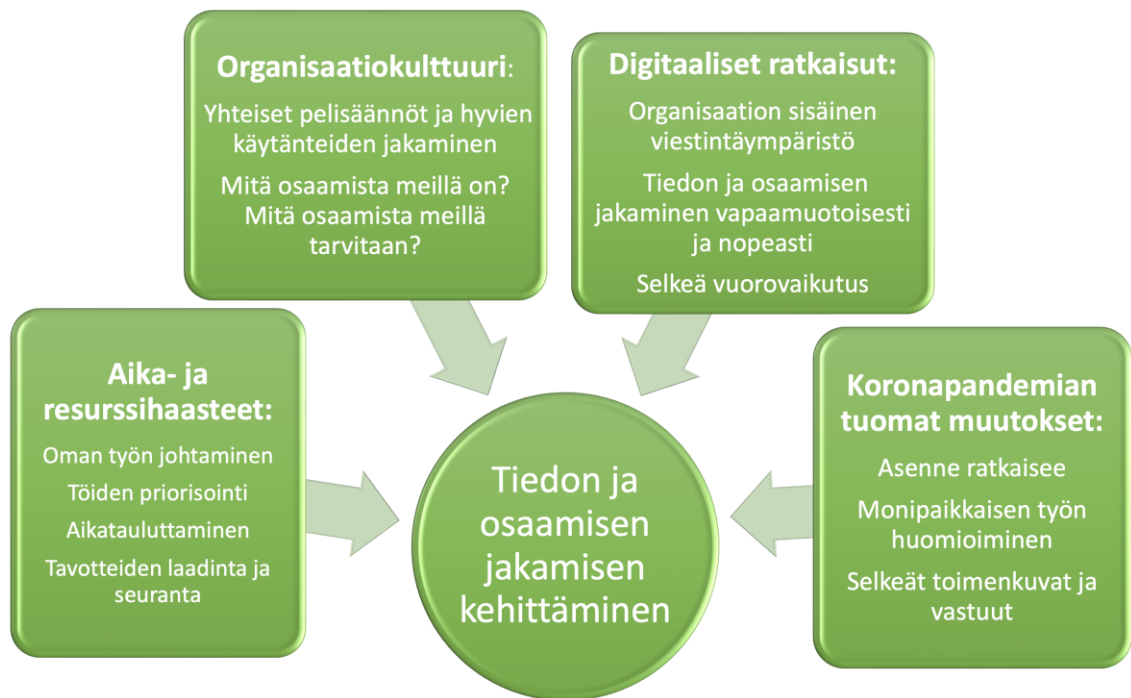 Organisaatiokulttuuri:
Yhteiset pelisäännöt ja hyvien
käytänteiden jakaminen
Mitä osaamista meillä on?
Mitä osaamista meillä
tarvitaan?
Digitaaliset ratkaisut:
Organisaation sisäinen
viestintäympäristö
Tiedon ja osaamisen
jakaminen vapaamuotoisesti
ja nopeasti
Selkeä vuorovaikutus
Aika- ja
resurssihaasteet:
Oman työn johtaminen
Töiden priorisointi
Aikatauluttaminen
Tavotteiden laadinta ja
seuranta
Koronapandemian
tuomat muutokset:
Asenne ratkaisee
Monipaikkaisen työn
huomioiminen
Selkeät toimenkuvat ja
vastuut
Tiedon ja
osaamisen
jakamisen
kehittäminen